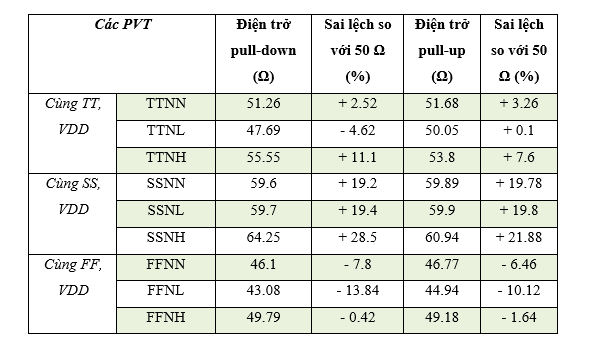 Các PVT Điện trở pull-down (Ω) Sai lệch so với 50 Ω (%) Điện trở pull-up (Ω) Sai lệch so với 50 Ω (%)
Cùng TT, VDD TTNN 51.26 + 2.52 51.68 + 3.26
TTNL 47.69 - 4.62 50.05 + 0.1
TTNH 55.55 + 11.1 53.8 + 7.6
Cùng SS, VDD SSNN 59.6 + 19.2 59.89 + 19.78
SSNL 59.7 + 19.4 59.9 + 19.8
SSNH 64.25 + 28.5 60.94 + 21.88
Cùng FF, VDD FFNN 46.1 - 7.8 46.77 - 6.46
FFNL 43.08 - 13.84 44.94 - 10.12
FFNH 49.79 - 0.42 49.18 - 1.64